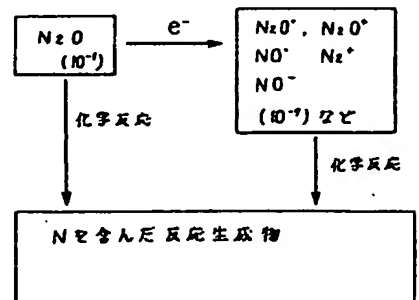 N₂O
(10⁻¹)
e⁻
N₂O*, N₂O⁺
NO* N₂⁺
NO⁻
(10⁻⁹) など
化学反応
化学反応
Nを含んだ反応生成物